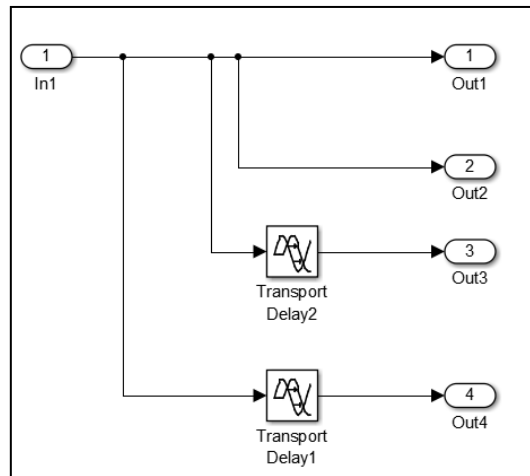 1
In1
1
Out1
2
Out2
3
Out3
Transport
Delay2
4
Out4
Transport
Delay1